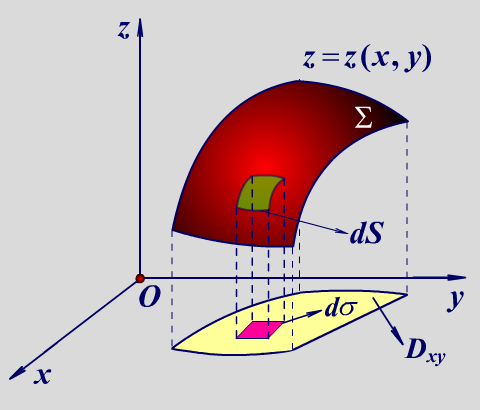 z
z = z(x, y)
Σ
dS
O
y
dσ
D_xy
x